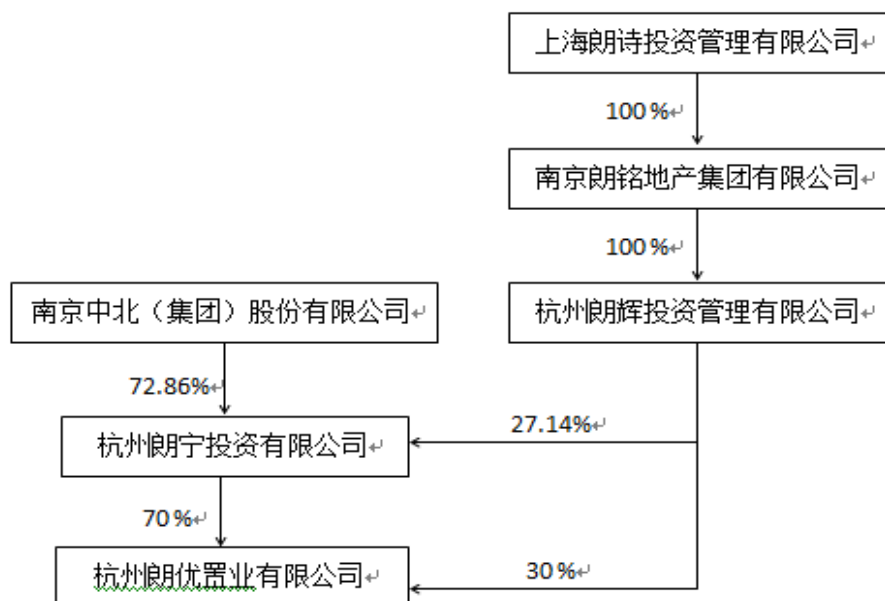 上海朗诗投资管理有限公司
100%
南京朗铭地产集团有限公司
100%
南京中北（集团）股份有限公司
杭州朗辉投资管理有限公司
72.86%
27.14%
杭州朗宁投资有限公司
70%
30%
杭州朗优置业有限公司